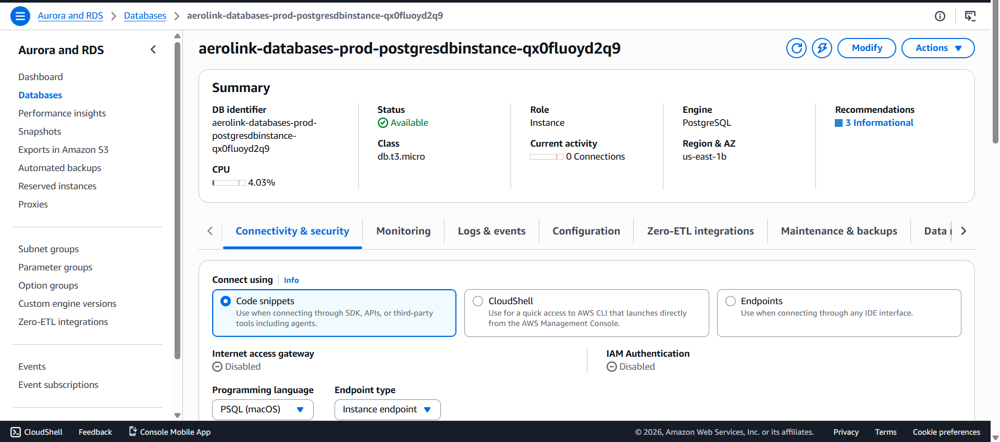 Aurora and RDS > Databases > aerolink-databases-prod-postgresdbinstance-qx0fluoyd2q9
Aurora and RDS
Dashboard
Databases
Performance insights
Snapshots
Exports in Amazon S3
Automated backups
Reserved instances
Proxies
Subnet groups
Parameter groups
Option groups
Custom engine versions
Zero-ETL integrations
Events
Event subscriptions
aerolink-databases-prod-postgresdbinstance-qx0fluoyd2q9
Modify
Actions
Summary
DB identifier
aerolink-databases-prod-
postgresdbinstance-
qx0fluoyd2q9
CPU
4.03%
Status
Available
Class
db.t3.micro
Role
Instance
Current activity
0 Connections
Engine
PostgreSQL
Region & AZ
us-east-1b
Recommendations
3 Informational
Connectivity & security
Monitoring
Logs & events
Configuration
Zero-ETL integrations
Maintenance & backups
Data
Connect using
Info
Code snippets
Use when connecting through SDK, APIs, or third-party
tools including agents.
CloudShell
Use for a quick access to AWS CLI that launches directly
from the AWS Management Console.
Endpoints
Use when connecting through any IDE interface.
Internet access gateway
Disabled
IAM Authentication
Disabled
Programming language
PSQL (macOS)
Endpoint type
Instance endpoint
CloudShell
Feedback
Console Mobile App
© 2026, Amazon Web Services, Inc. or its affiliates.
Privacy
Terms
Cookie preferences